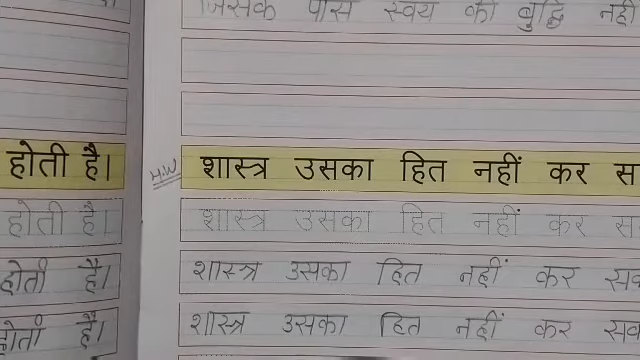 होती है।
होती है।
होती है।
होती है।
जिसके पास स्वयं की बुद्धि नहीं
H.W शास्त्र उसका हित नहीं कर स
शास्त्र उसका हित नहीं कर स
शास्त्र उसका हित नहीं कर सक
शास्त्र उसका हित नहीं कर सक